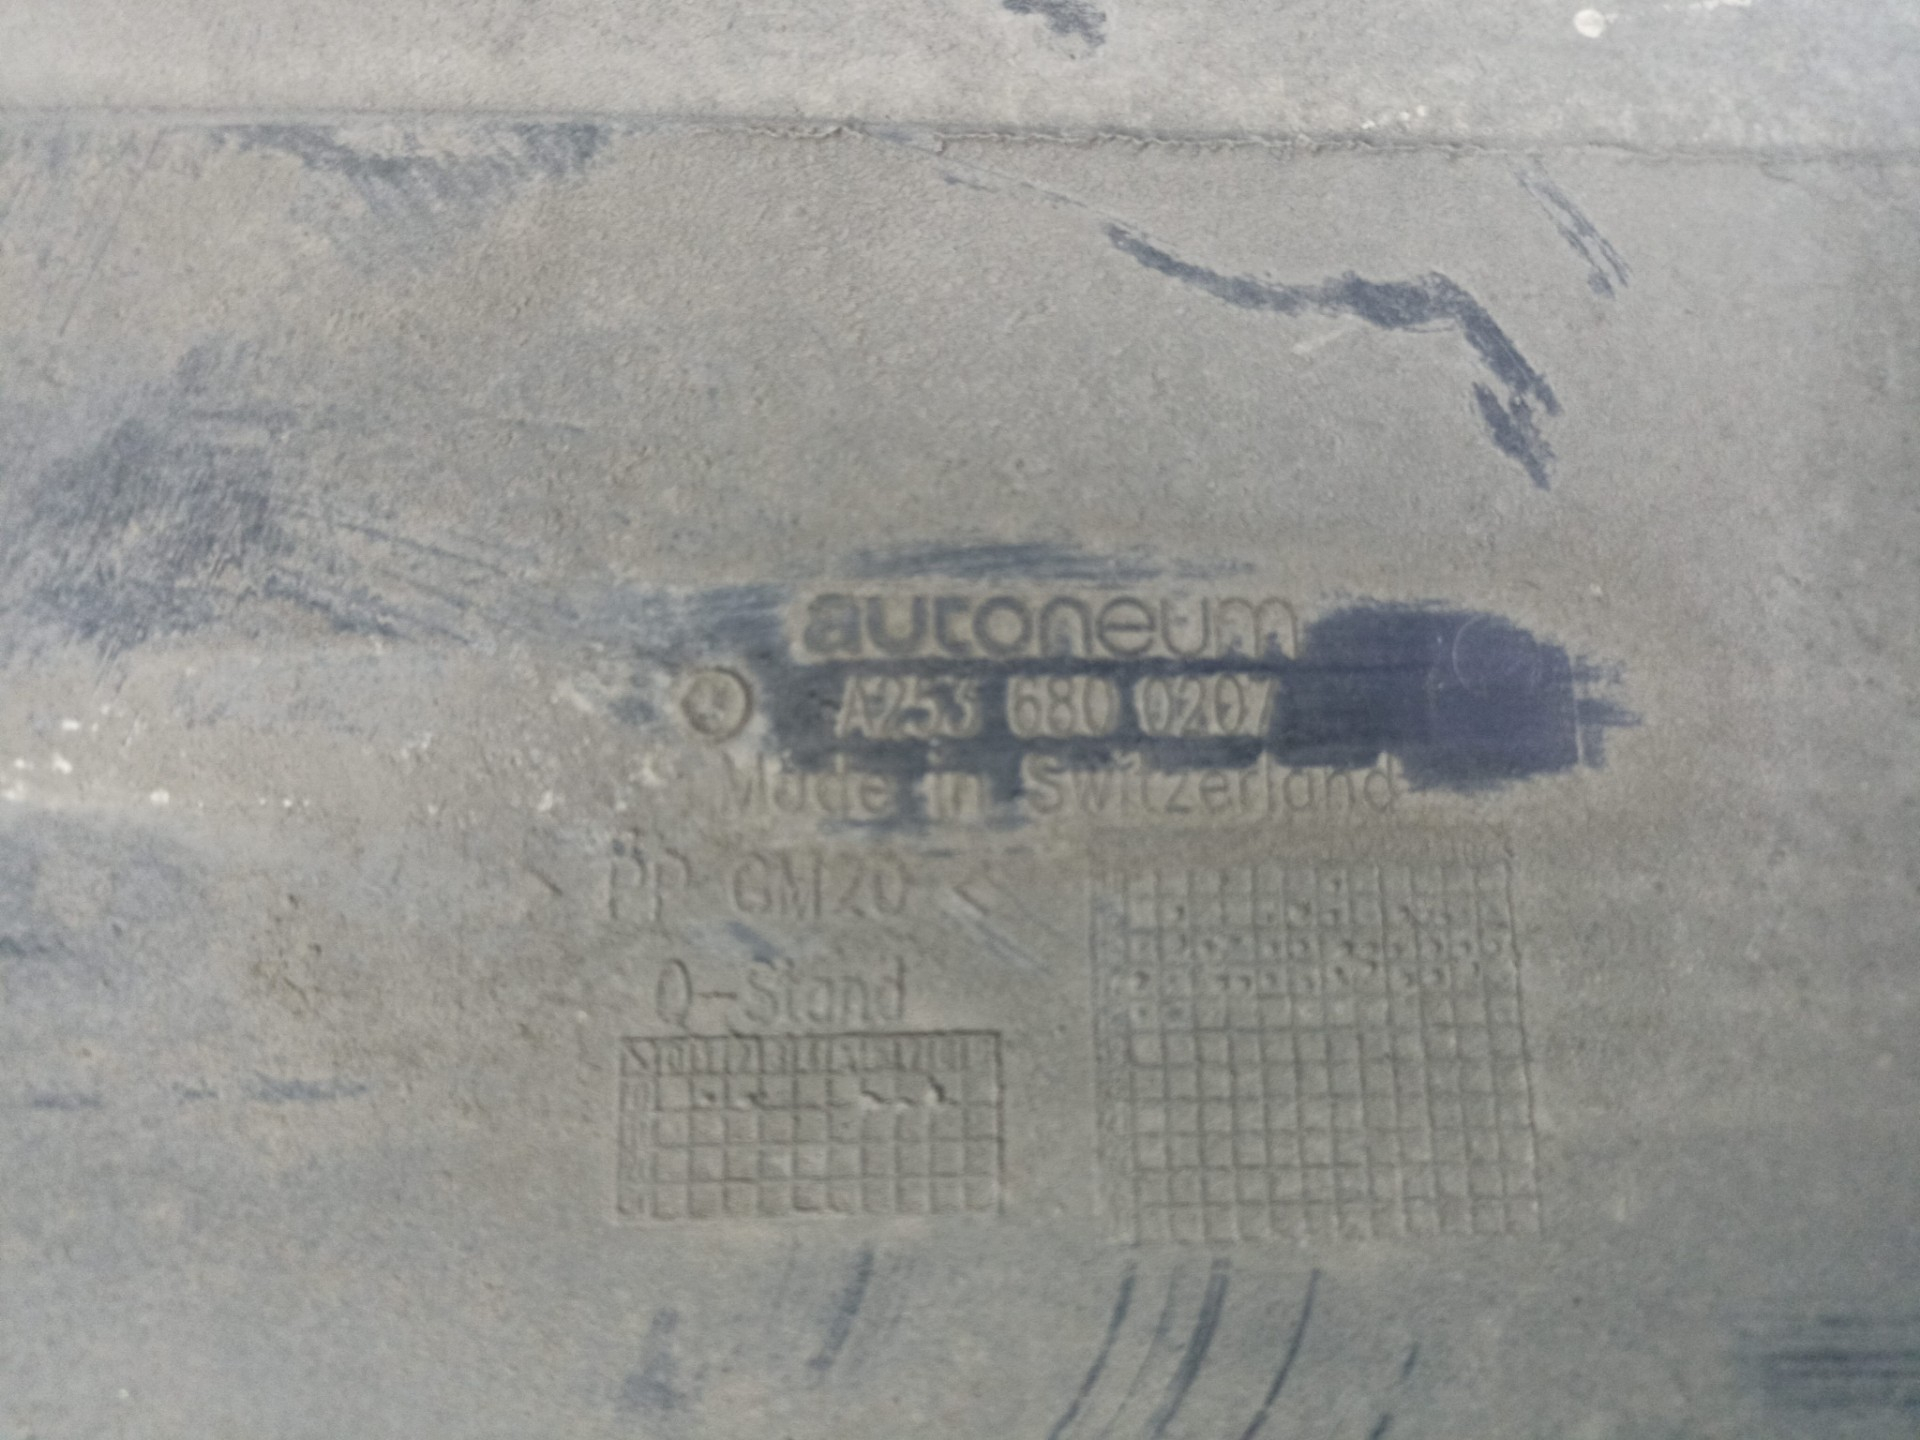 autoneum
A253 680 0207
Made in Switzerland
> PP GM20 <
Q-Stand